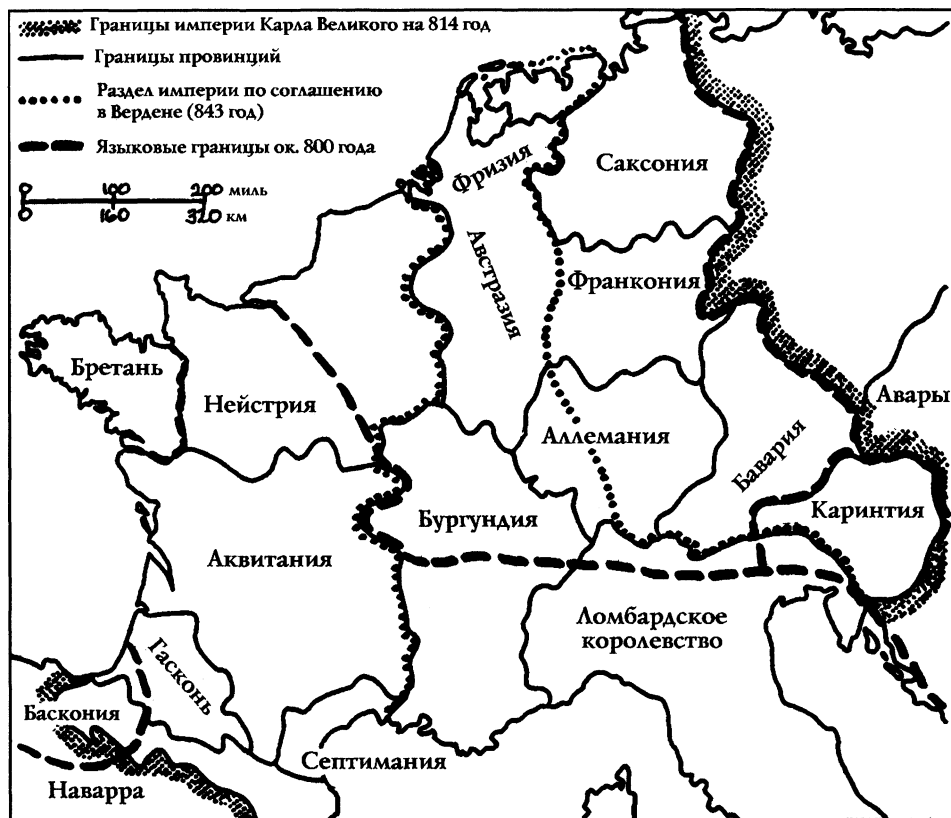 Границы империи Карла Великого на 814 год
Границы провинций
Раздел империи по соглашению
в Вердене (843 год)
Языковые границы ок. 800 года
0 100 200 миль
0 160 320 км
Фризия
Саксония
Австразия
Франкония
Бретань
Нейстрия
Аллемания
Бавария
Авары
Каринтия
Бургундия
Аквитания
Ломбардское
королевство
Гасконь
Баскония
Септимания
Наварра